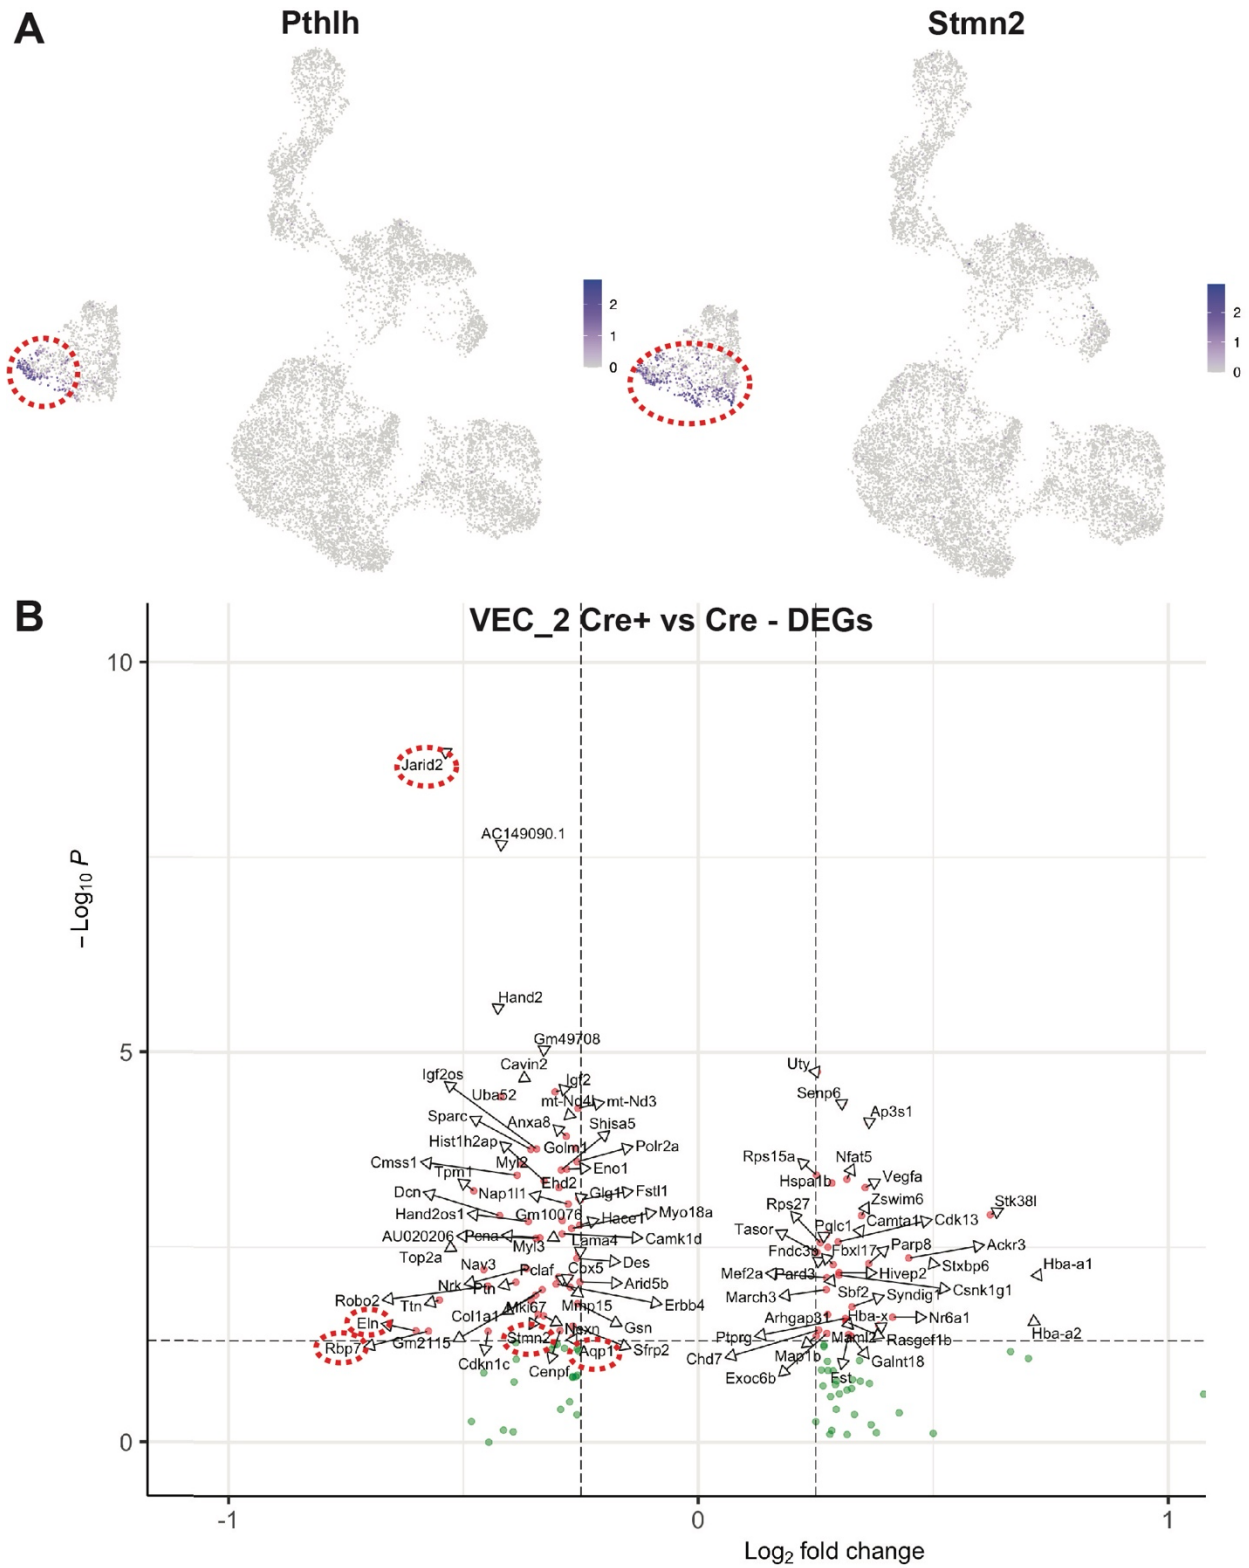 A
Pthlh
Stmn2
2
1
0
2
1
0
B
VEC_2 Cre+ vs Cre - DEGs
10
Jarid2
AC149090.1
−Log10 P
Hand2
5
Gm49708
Cavin2
Igf2os
Igf2
Uba52
mt-Nd4l
mt-Nd3
Sparc
Anxa8
Shisa5
Hist1h2ap
Golm1
Polr2a
Cmss1
Myl2
Eno1
Tpm1
Ehd2
Dcn
Nap1l1
Glg1
Fstl1
Hand2os1
Gm10076
Hace1
Myo18a
AU020206
Pcna
Myl3
Lama4
Camk1d
Top2a
Nav3
Pclaf
Cbx5
Des
Nrk
Ptn
Arid5b
Robo2
Ttn
Col1a1
Mki67
Mmp15
Erbb4
Eln
Nexn
Gsn
Rbp7
Gm2115
Stmn2
Aqp1
Sfrp2
Cdkn1c
Cenpf
Uty
Senp6
Ap3s1
Rps15a
Nfat5
Hspa1b
Vegfa
Rps27
Zswim6
Stk38l
Tasor
Pglc1
Camta1
Cdk13
Fndc3b
Fbxl17
Parp8
Ackr3
Mef2a
Pard3
Hivep2
Stxbp6
Hba-a1
March3
Sbf2
Syndig1
Csnk1g1
Arhgap31
Hba-x
Nr6a1
Hba-a2
Ptprg
Maml2
Rasgef1b
Chd7
Map1b
Galnt18
Exoc6b
Fst
0
-1
0
1
Log2 fold change